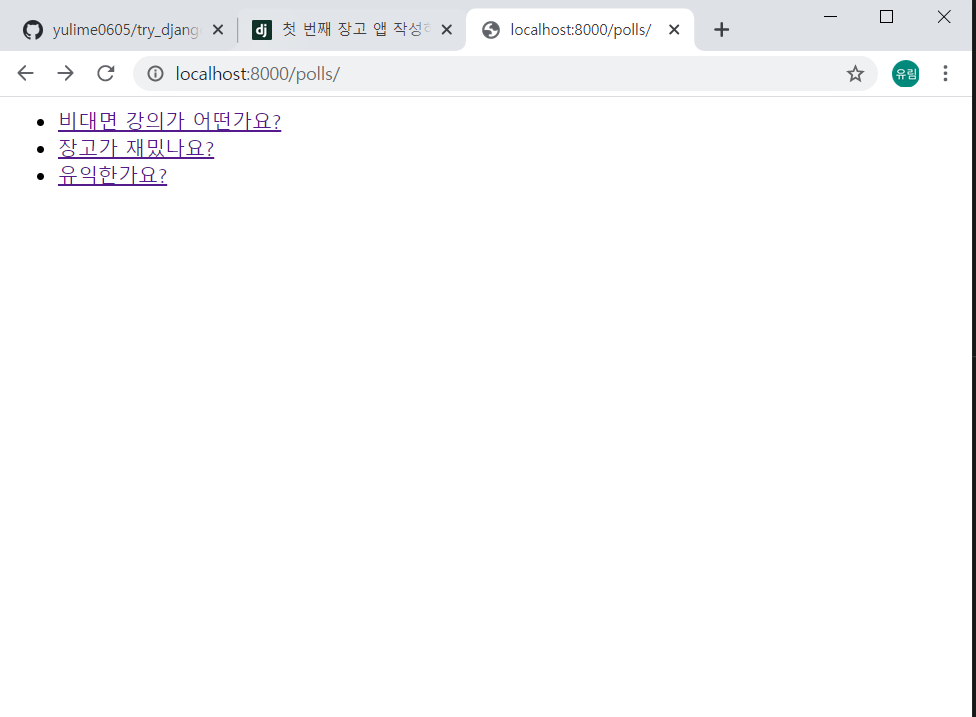 yulime0605/try_djang
dj 첫 번째 장고 앱 작성
localhost:8000/polls/
localhost:8000/polls/
유림
비대면 강의가 어떤가요?
장고가 재밌나요?
유익한가요?